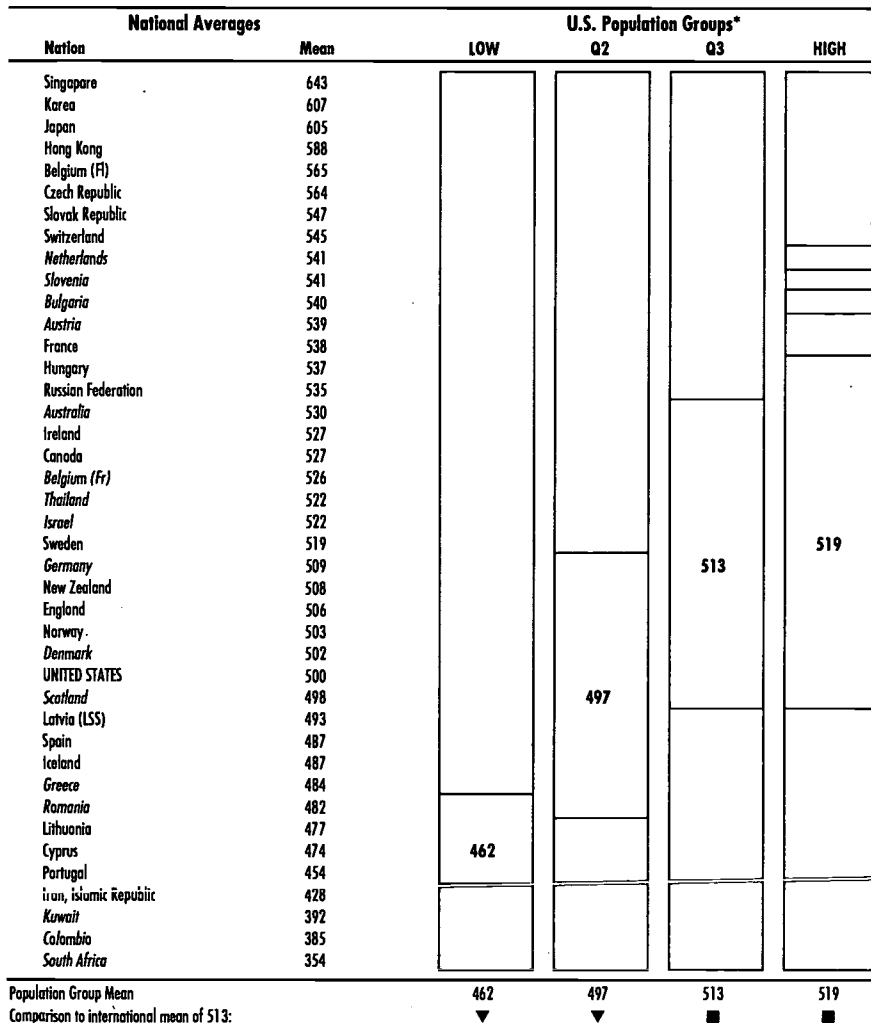 National Averages U.S. Population Groups*
Nation Mean LOW Q2 Q3 HIGH
Singapare 643
Karea 607
Japan 605
Hang Kang 588
Belgium (Fl) 565
Czech Republic 564
Slovak Republic 547
Switzerland 545
Netherlands 541
Slovenia 541
Bulgaria 540
Austria 539
France 538
Hungary 537
Russian Federation 535
Australia 530
Ireland 527
Canada 527
Belgium (Fr) 526
Thailand 522
Israel 522
Sweden 519 519
Germany 509 513
New Zealand 508
England 506
Norway 503
Denmark 502
UNITED STATES 500
Scotland 498 497
Latvia (LSS) 493
Spain 487
Iceland 487
Greece 484
Romania 482
Lithuania 477
Cyprus 474 462
Portugal 454
Iran, Islamic Republic 428
Kuwait 392
Colombia 385
South Africa 354
Population Group Mean 462 497 513 519
Comparison to international mean of 513: ▼ ▼ ■ ■